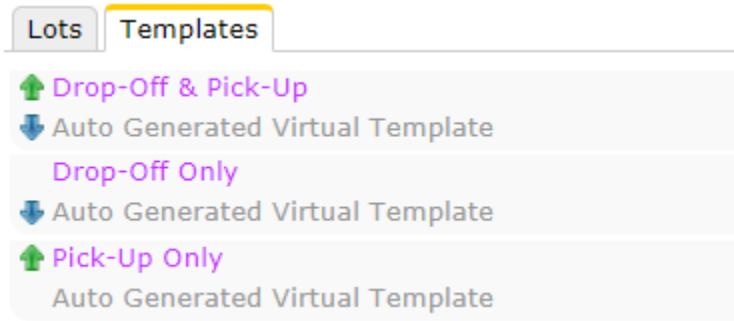 Lots
Templates
Drop-Off & Pick-Up
Auto Generated Virtual Template
Drop-Off Only
Auto Generated Virtual Template
Pick-Up Only
Auto Generated Virtual Template